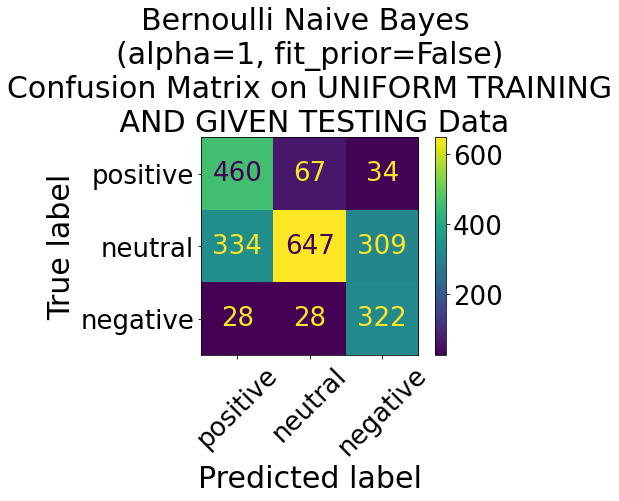 Bernoulli Naive Bayes
(alpha=1, fit_prior=False)
Confusion Matrix on UNIFORM TRAINING
AND GIVEN TESTING Data
positive 460 67 34
neutral 334 647 309
negative 28 28 322
600
400
200
True label
positive neutral negative
Predicted label